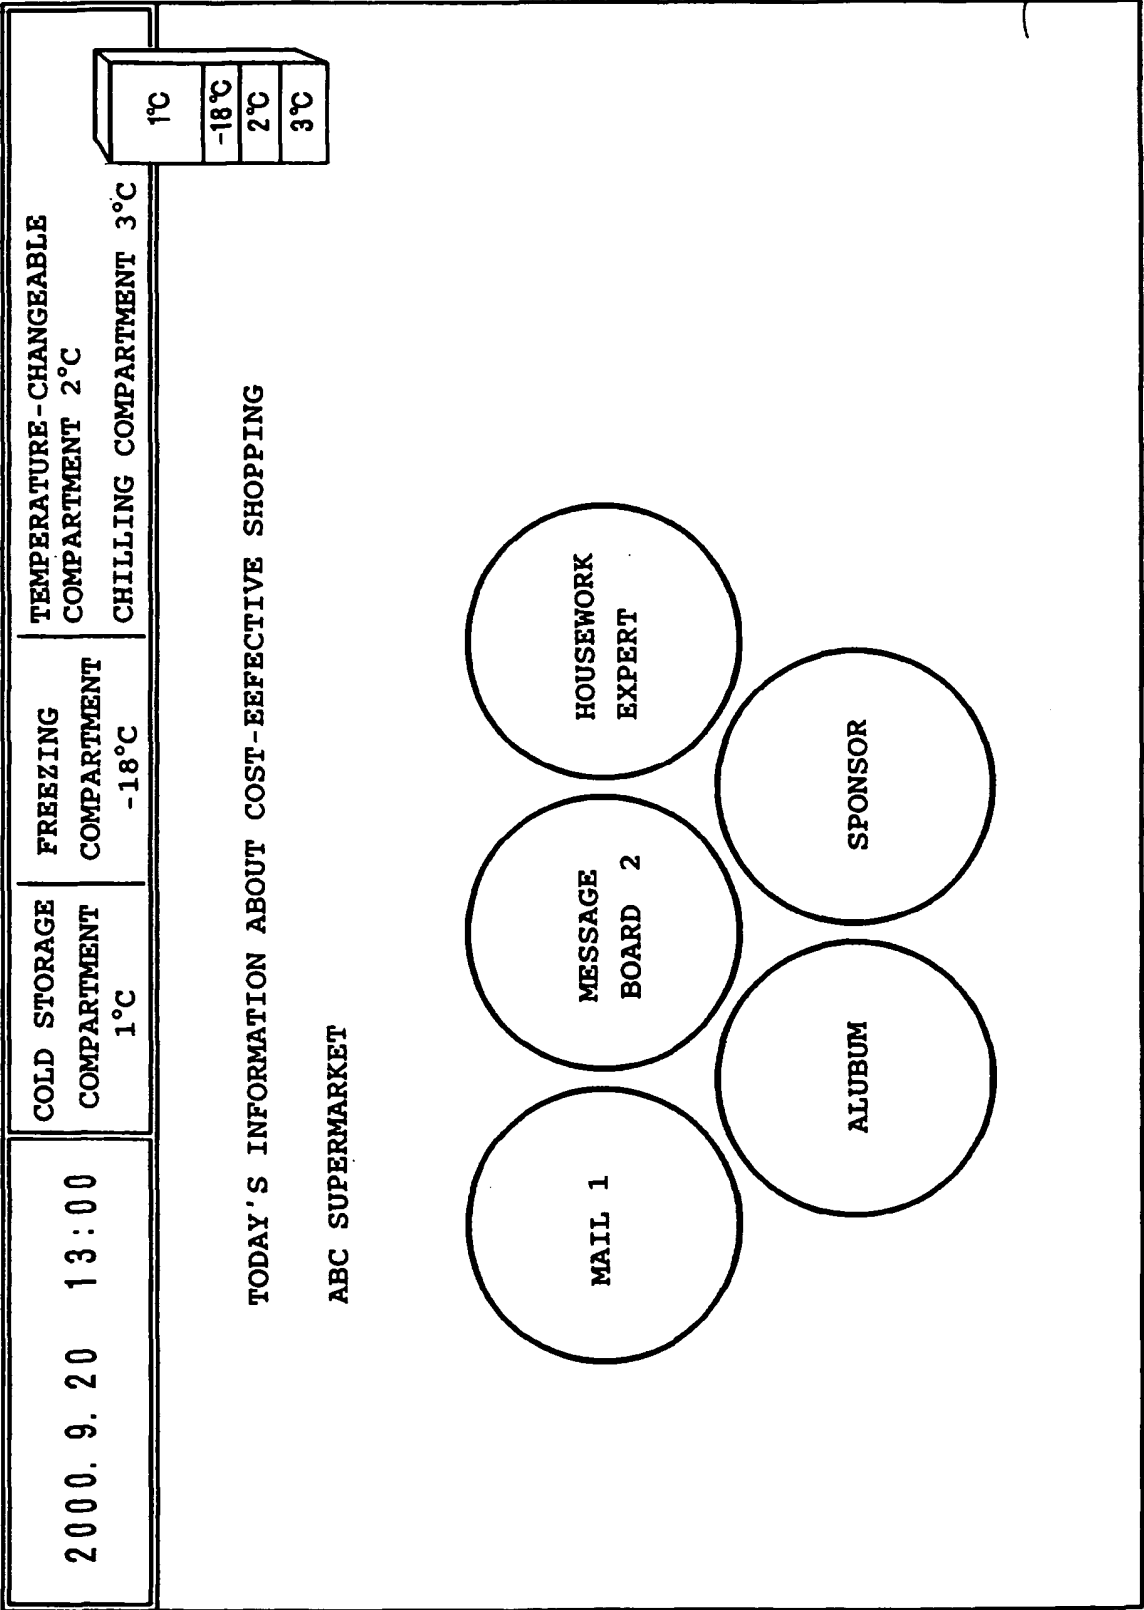 2000. 9. 20 13:00
COLD STORAGE
COMPARTMENT
1°C
FREEZING
COMPARTMENT
-18°C
TEMPERATURE-CHANGEABLE
COMPARTMENT 2°C
CHILLING COMPARTMENT 3°C
1°C
-18°C
2°C
3°C
TODAY'S INFORMATION ABOUT COST-EEFECTIVE SHOPPING
ABC SUPERMARKET
MAIL 1
MESSAGE
BOARD 2
HOUSEWORK
EXPERT
ALUBUM
SPONSOR